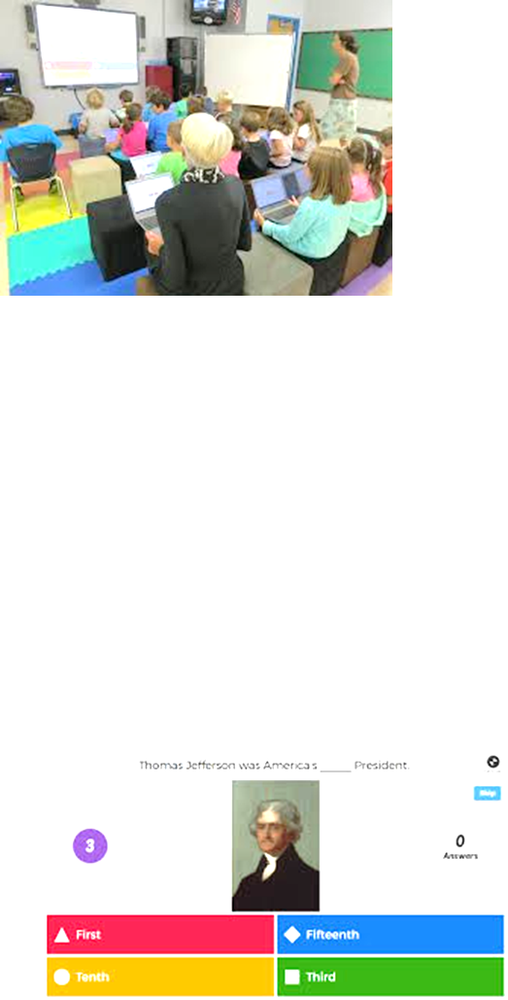 Thomas Jefferson was America's _____ President.
Skip
3
0
Answers
First
Fifteenth
Tenth
Third